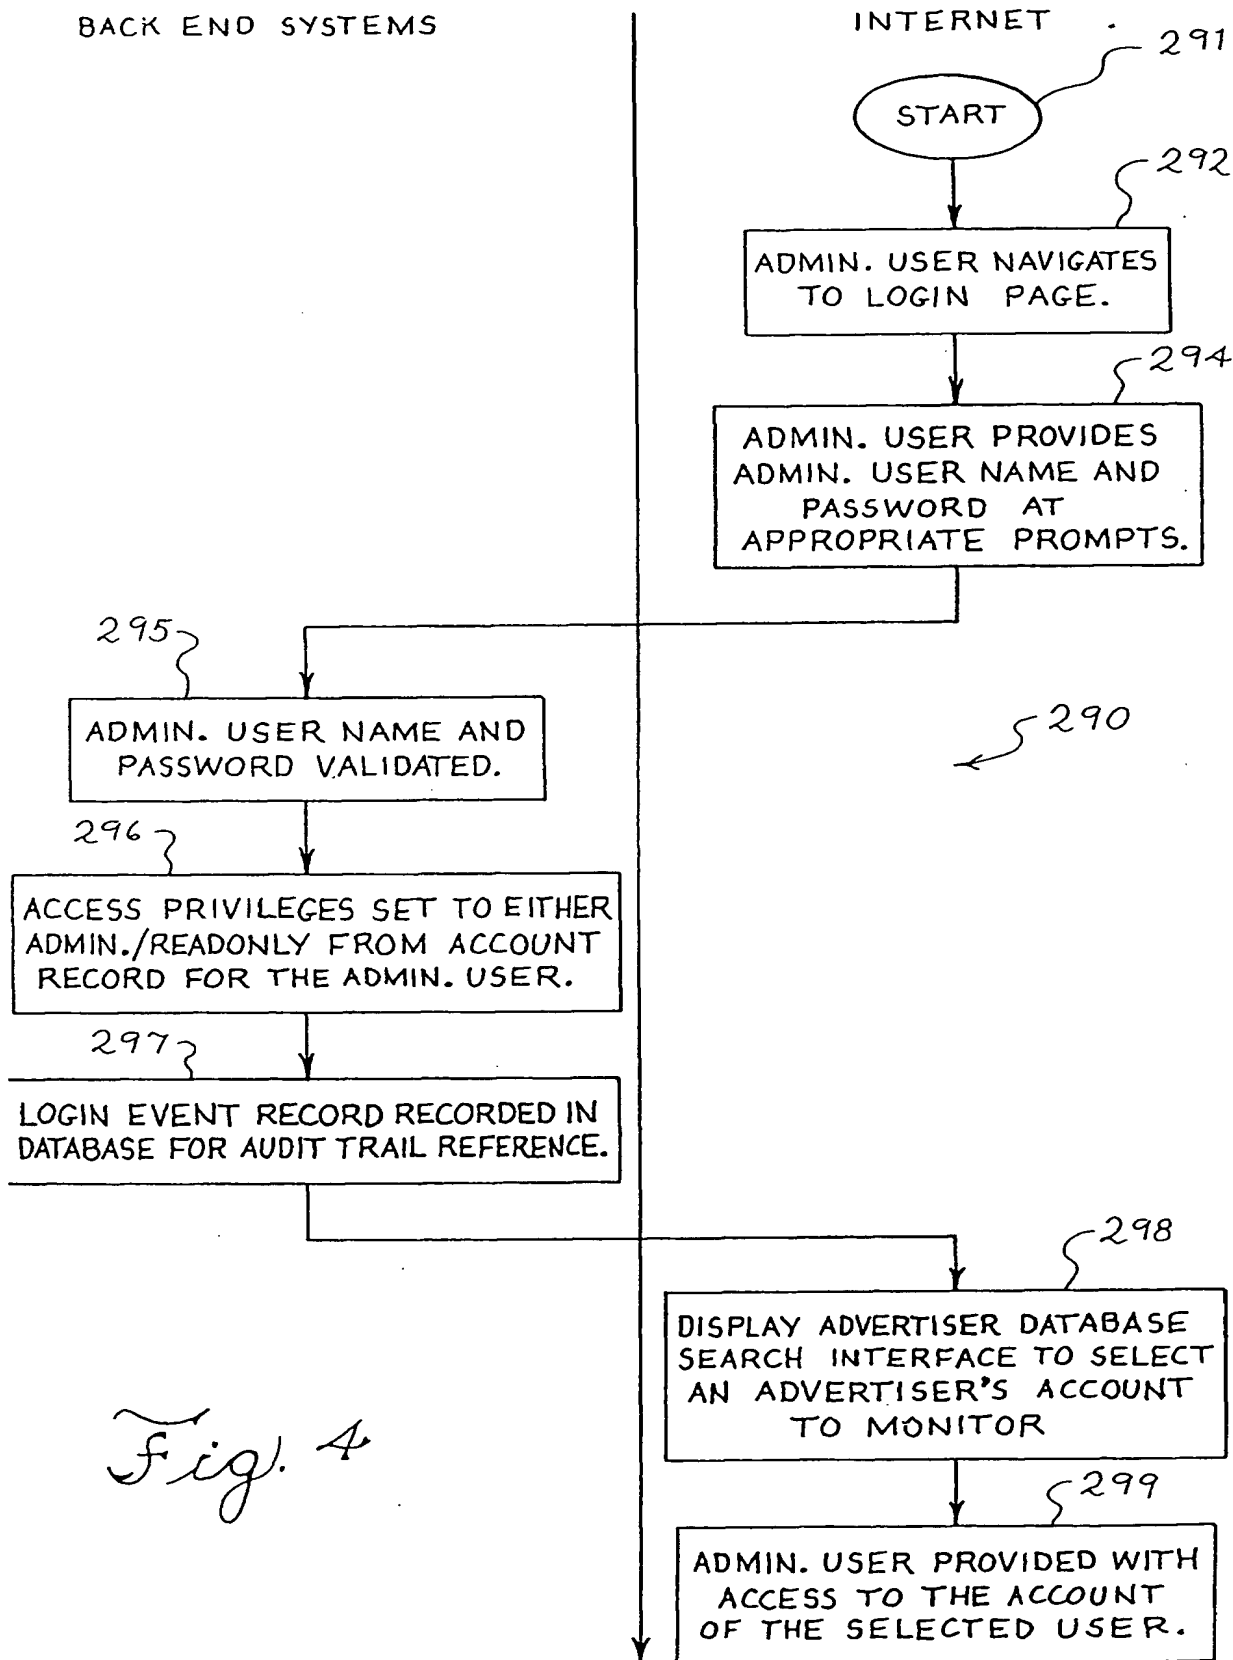 BACK END SYSTEMS
INTERNET
291
START
292
ADMIN. USER NAVIGATES
TO LOGIN PAGE.
294
ADMIN. USER PROVIDES
ADMIN. USER NAME AND
PASSWORD AT
APPROPRIATE PROMPTS.
295
ADMIN. USER NAME AND
PASSWORD VALIDATED.
290
296
ACCESS PRIVILEGES SET TO EITHER
ADMIN./READONLY FROM ACCOUNT
RECORD FOR THE ADMIN. USER.
297
LOGIN EVENT RECORD RECORDED IN
DATABASE FOR AUDIT TRAIL REFERENCE.
298
DISPLAY ADVERTISER DATABASE
SEARCH INTERFACE TO SELECT
AN ADVERTISER'S ACCOUNT
TO MONITOR
Fig. 4
299
ADMIN. USER PROVIDED WITH
ACCESS TO THE ACCOUNT
OF THE SELECTED USER.